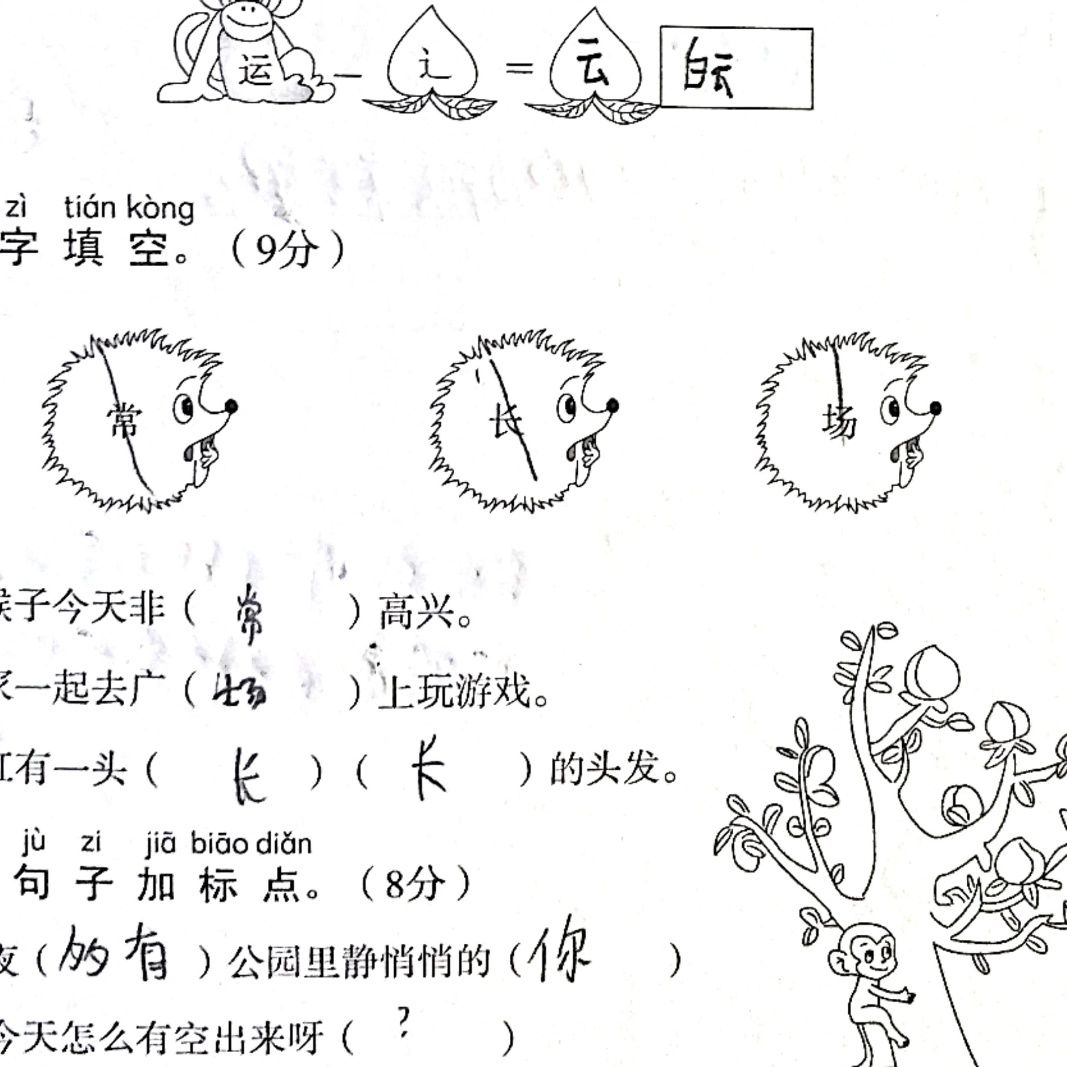 运 - 辶 = 云 白云
zì tián kòng
字填空。（9分）
常 长 场
猴子今天非（ 常 ）高兴。
家一起去广（ 场 ）上玩游戏。
红有一头（ 长 ）（ 长 ）的头发。
jù zi jiā biāo diǎn
句子加标点。（8分）
夜（ 的有 ）公园里静悄悄的（ 你 ）
今天怎么有空出来呀（ ? ）